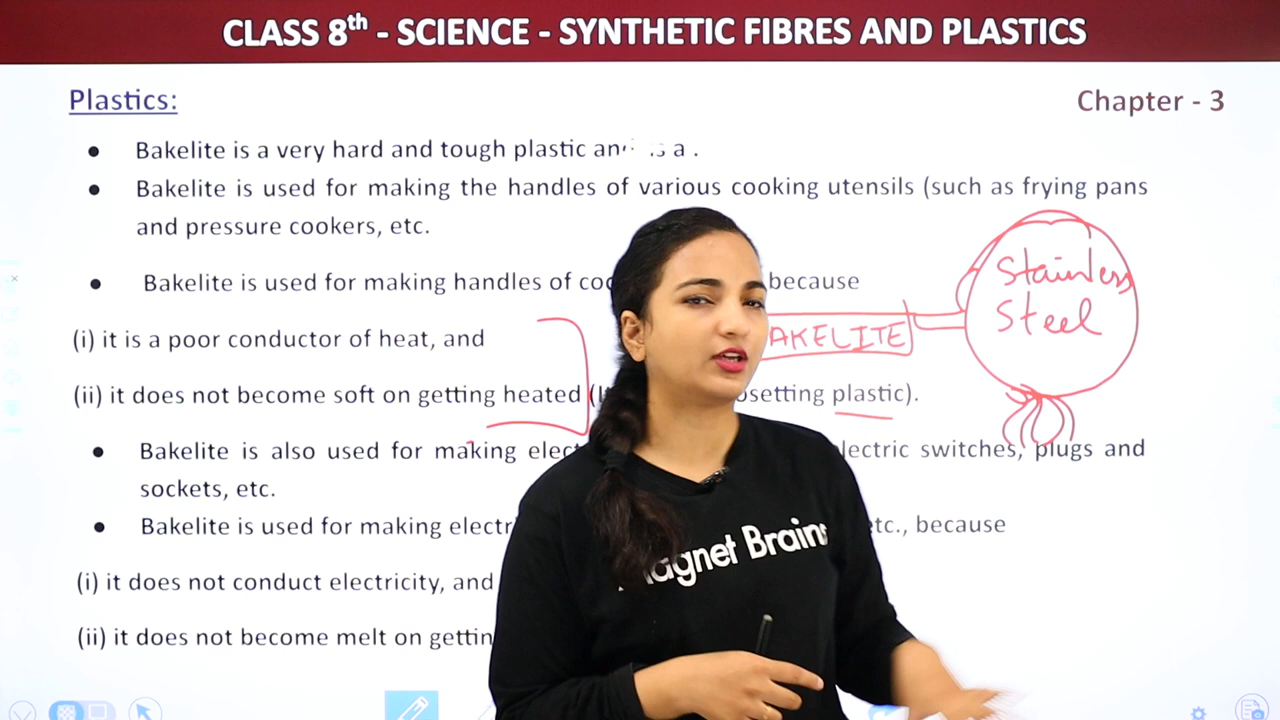 CLASS 8th - SCIENCE - SYNTHETIC FIBRES AND PLASTICS
Plastics:
Chapter - 3
• Bakelite is a very hard and tough plastic an is a .
• Bakelite is used for making the handles of various cooking utensils (such as frying pans
and pressure cookers, etc.
• Bakelite is used for making handles of because
Stainless
Steel
(i) it is a poor conductor of heat, and
AKELITE
(ii) it does not become soft on getting heated osetting plastic).
• Bakelite is also used for making elec lectric switches, plugs and
sockets, etc.
• Bakelite is used for making electr etc., because
(i) it does not conduct electricity, and
(ii) it does not become melt on gettin
Magnet Brains